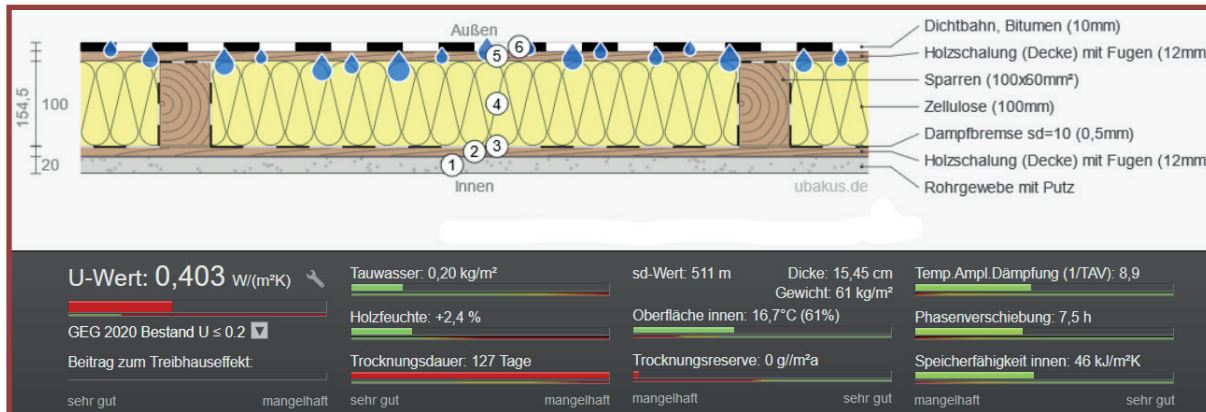 Außen
Dichtbahn, Bitumen (10mm)
Holzschalung (Decke) mit Fugen (12mm
Sparren (100x60mm²)
Zellulose (100mm)
Dampfbremse sd=10 (0,5mm)
Holzschalung (Decke) mit Fugen (12mm
Rohrgewebe mit Putz
154,5
100
20
6
5
4
3
2
1
Innen
ubakus.de
U-Wert: 0,403 W/(m²K)
GEG 2020 Bestand U ≤ 0.2
Beitrag zum Treibhauseffekt:
sehr gut mangelhaft
Tauwasser: 0,20 kg/m²
Holzfeuchte: +2,4 %
Trocknungsdauer: 127 Tage
sehr gut mangelhaft
sd-Wert: 511 m Dicke: 15,45 cm
Gewicht: 61 kg/m²
Oberfläche innen: 16,7°C (61%)
Trocknungsreserve: 0 g//m²a
mangelhaft sehr gut
Temp.Ampl.Dämpfung (1/TAV): 8,9
Phasenverschiebung: 7,5 h
Speicherfähigkeit innen: 46 kJ/m²K
mangelhaft sehr gut